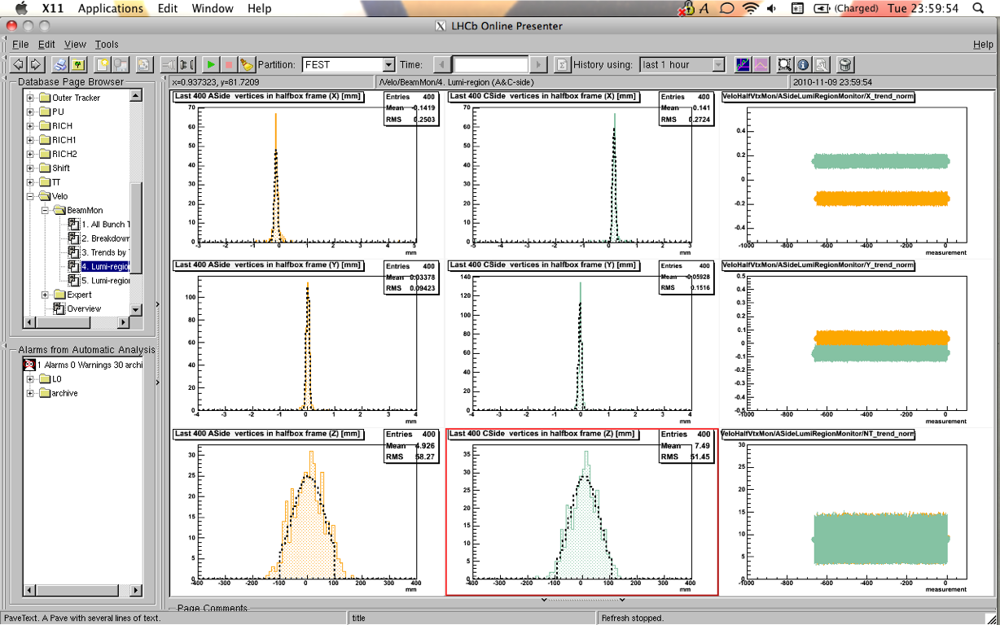 X11 Applications Edit Window Help (Charged) Tue 23:59:54
LHCb Online Presenter
File Edit View Tools Help
Partition: FEST Time: History using: last 1 hour
Database Page Browser
x=0.937323, y=81.7209 /Velo/BeamMon/4. Lumi-region (A&C-side) 2010-11-09 23:59:54
Outer Tracker
PU
RICH
RICH1
RICH2
Shift
TT
Velo
BeamMon
1. All Bunch
2. Breakdown
3. Trends by
4. Lumi-region
5. Lumi-region
Expert
Overview
Alarms from Automatic Analysis
1 Alarms 0 Warnings 30 archi
L0
archive
Last 400 ASide vertices in halfbox frame (X) [mm]
Entries 400
Mean -0.1419
RMS 0.2503
70
60
50
40
30
20
10
0
-3 -2 -1 0 1 2 3
mm
Last 400 CSide vertices in halfbox frame (X) [mm]
Entries 400
Mean 0.141
RMS 0.2724
70
60
50
40
30
20
10
0
-3 -2 -1 0 1 2 3
mm
VeloHalfVtxMon/ASideLumiRegionMonitor/X_trend_norm
0.4
0.2
0
-0.2
-0.4
-1000 -800 -600 -400 -200 0
measurement
Last 400 ASide vertices in halfbox frame (Y) [mm]
Entries 400
Mean 0.03378
RMS 0.09423
100
80
60
40
20
0
-4 -3 -2 -1 0 1 2 3 4
mm
Last 400 CSide vertices in halfbox frame (Y) [mm]
Entries 400
Mean -0.05928
RMS 0.1516
140
120
100
80
60
40
20
0
-4 -3 -2 -1 0 1 2 3 4
mm
VeloHalfVtxMon/ASideLumiRegionMonitor/Y_trend_norm
0.5
0.4
0.3
0.2
0.1
0
-0.1
-0.2
-0.3
-0.4
-0.5
-1000 -800 -600 -400 -200 0
measurement
Last 400 ASide vertices in halfbox frame (Z) [mm]
Entries 400
Mean 4.926
RMS 58.27
30
25
20
15
10
5
0
-400 -300 -200 -100 0 100 200 300 400
mm
Last 400 CSide vertices in halfbox frame (Z) [mm]
Entries 400
Mean 7.49
RMS 51.45
35
30
25
20
15
10
5
0
-400 -300 -200 -100 0 100 200 300 400
mm
VeloHalfVtxMon/ASideLumiRegionMonitor/NT_trend_norm
30
25
20
15
10
5
0
-1000 -800 -600 -400 -200 0
measurement
Page Comments
PaveText. A Pave with several lines of text. title Refresh stopped.